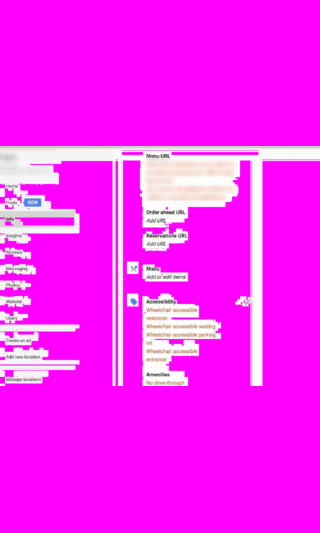 Home
Posts NEW
Info
Insights
Reviews
Messaging
Photos
Website
Users
Create an ad
Add new location
Manage locations
Menu URL
Order ahead URL
Add URL
Reservations URL
Add URL
Menu
Add or edit items
Accessibility
Wheelchair accessible
restroom
Wheelchair accessible seating
Wheelchair accessible parking
lot
Wheelchair accessible
entrance
Amenities
No drive-through